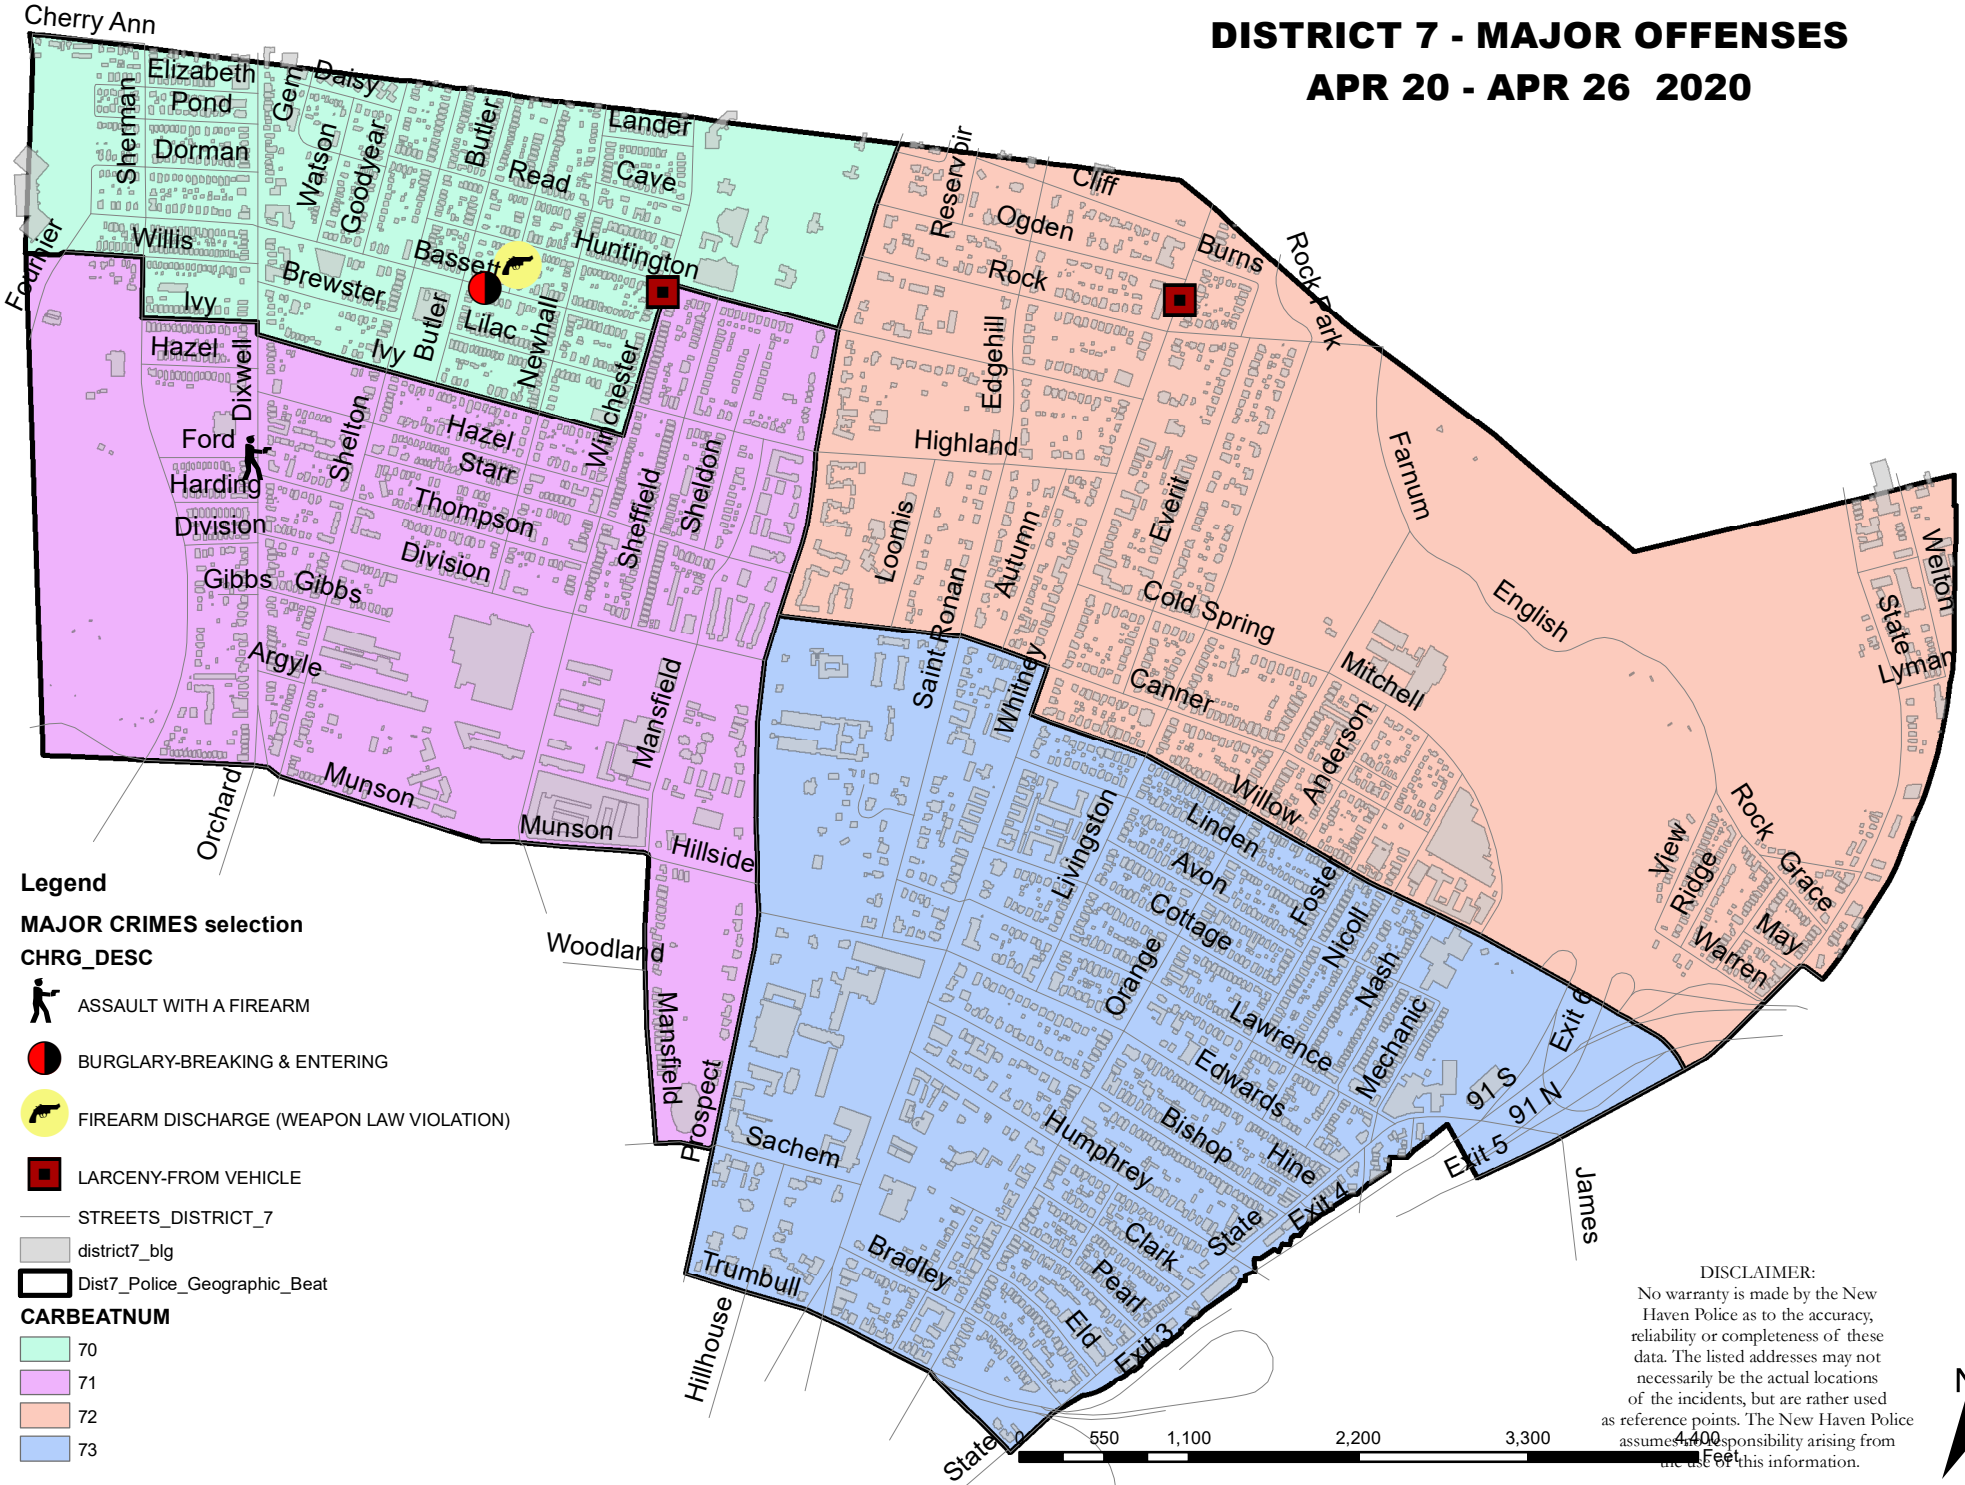 DISTRICT 7 - MAJOR OFFENSES
APR 20 - APR 26 2020
Cherry Ann
Elizabeth
Pond
Dorman
Sherman
Gem
Daisy
Watson
Goodyear
Butler
Read
Lander
Cave
Willis
Fournier
Ivy
Brewster
Bassett
Huntington
Lilac
Butler
Newhall
Ivy
Winchester
Hazel
Dixwell
Ford
Harding
Division
Gibbs
Gibbs
Shelton
Hazel
Starr
Thompson
Division
Sheffield
Sheldon
Argyle
Munson
Orchard
Munson
Mansfield
Hillside
Woodland
Mansfield
Prospect
Reservoir
Cliff
Ogden
Rock
Burns
Rock Park
Edgehill
Highland
Everit
Farnum
Loomis
Autumn
Saint Ronan
Whitney
Cold Spring
Canner
English
Mitchell
Anderson
Willow
Welton
State
Lyman
View
Ridge
Rock
Grace
May
Warren
Livingston
Linden
Avon
Cottage
Foster
Nicoll
Nash
Mechanic
Orange
Lawrence
Edwards
Bishop
Hine
Humphrey
Exit 6
91 S
91 N
Exit 5
James
Exit 4
State
Clark
Pearl
Eld
Exit 3
Sachem
Bradley
Trumbull
Hillhouse
State
Legend
MAJOR CRIMES selection
CHRG_DESC
ASSAULT WITH A FIREARM
BURGLARY-BREAKING & ENTERING
FIREARM DISCHARGE (WEAPON LAW VIOLATION)
LARCENY-FROM VEHICLE
STREETS_DISTRICT_7
district7_blg
Dist7_Police_Geographic_Beat
CARBEATNUM
70
71
72
73
DISCLAIMER:
No warranty is made by the New
Haven Police as to the accuracy,
reliability or completeness of these
data. The listed addresses may not
necessarily be the actual locations
of the incidents, but are rather used
as reference points. The New Haven Police
assumes no responsibility arising from
the use of this information.
0 550 1,100 2,200 3,300 4,400
Feet
N